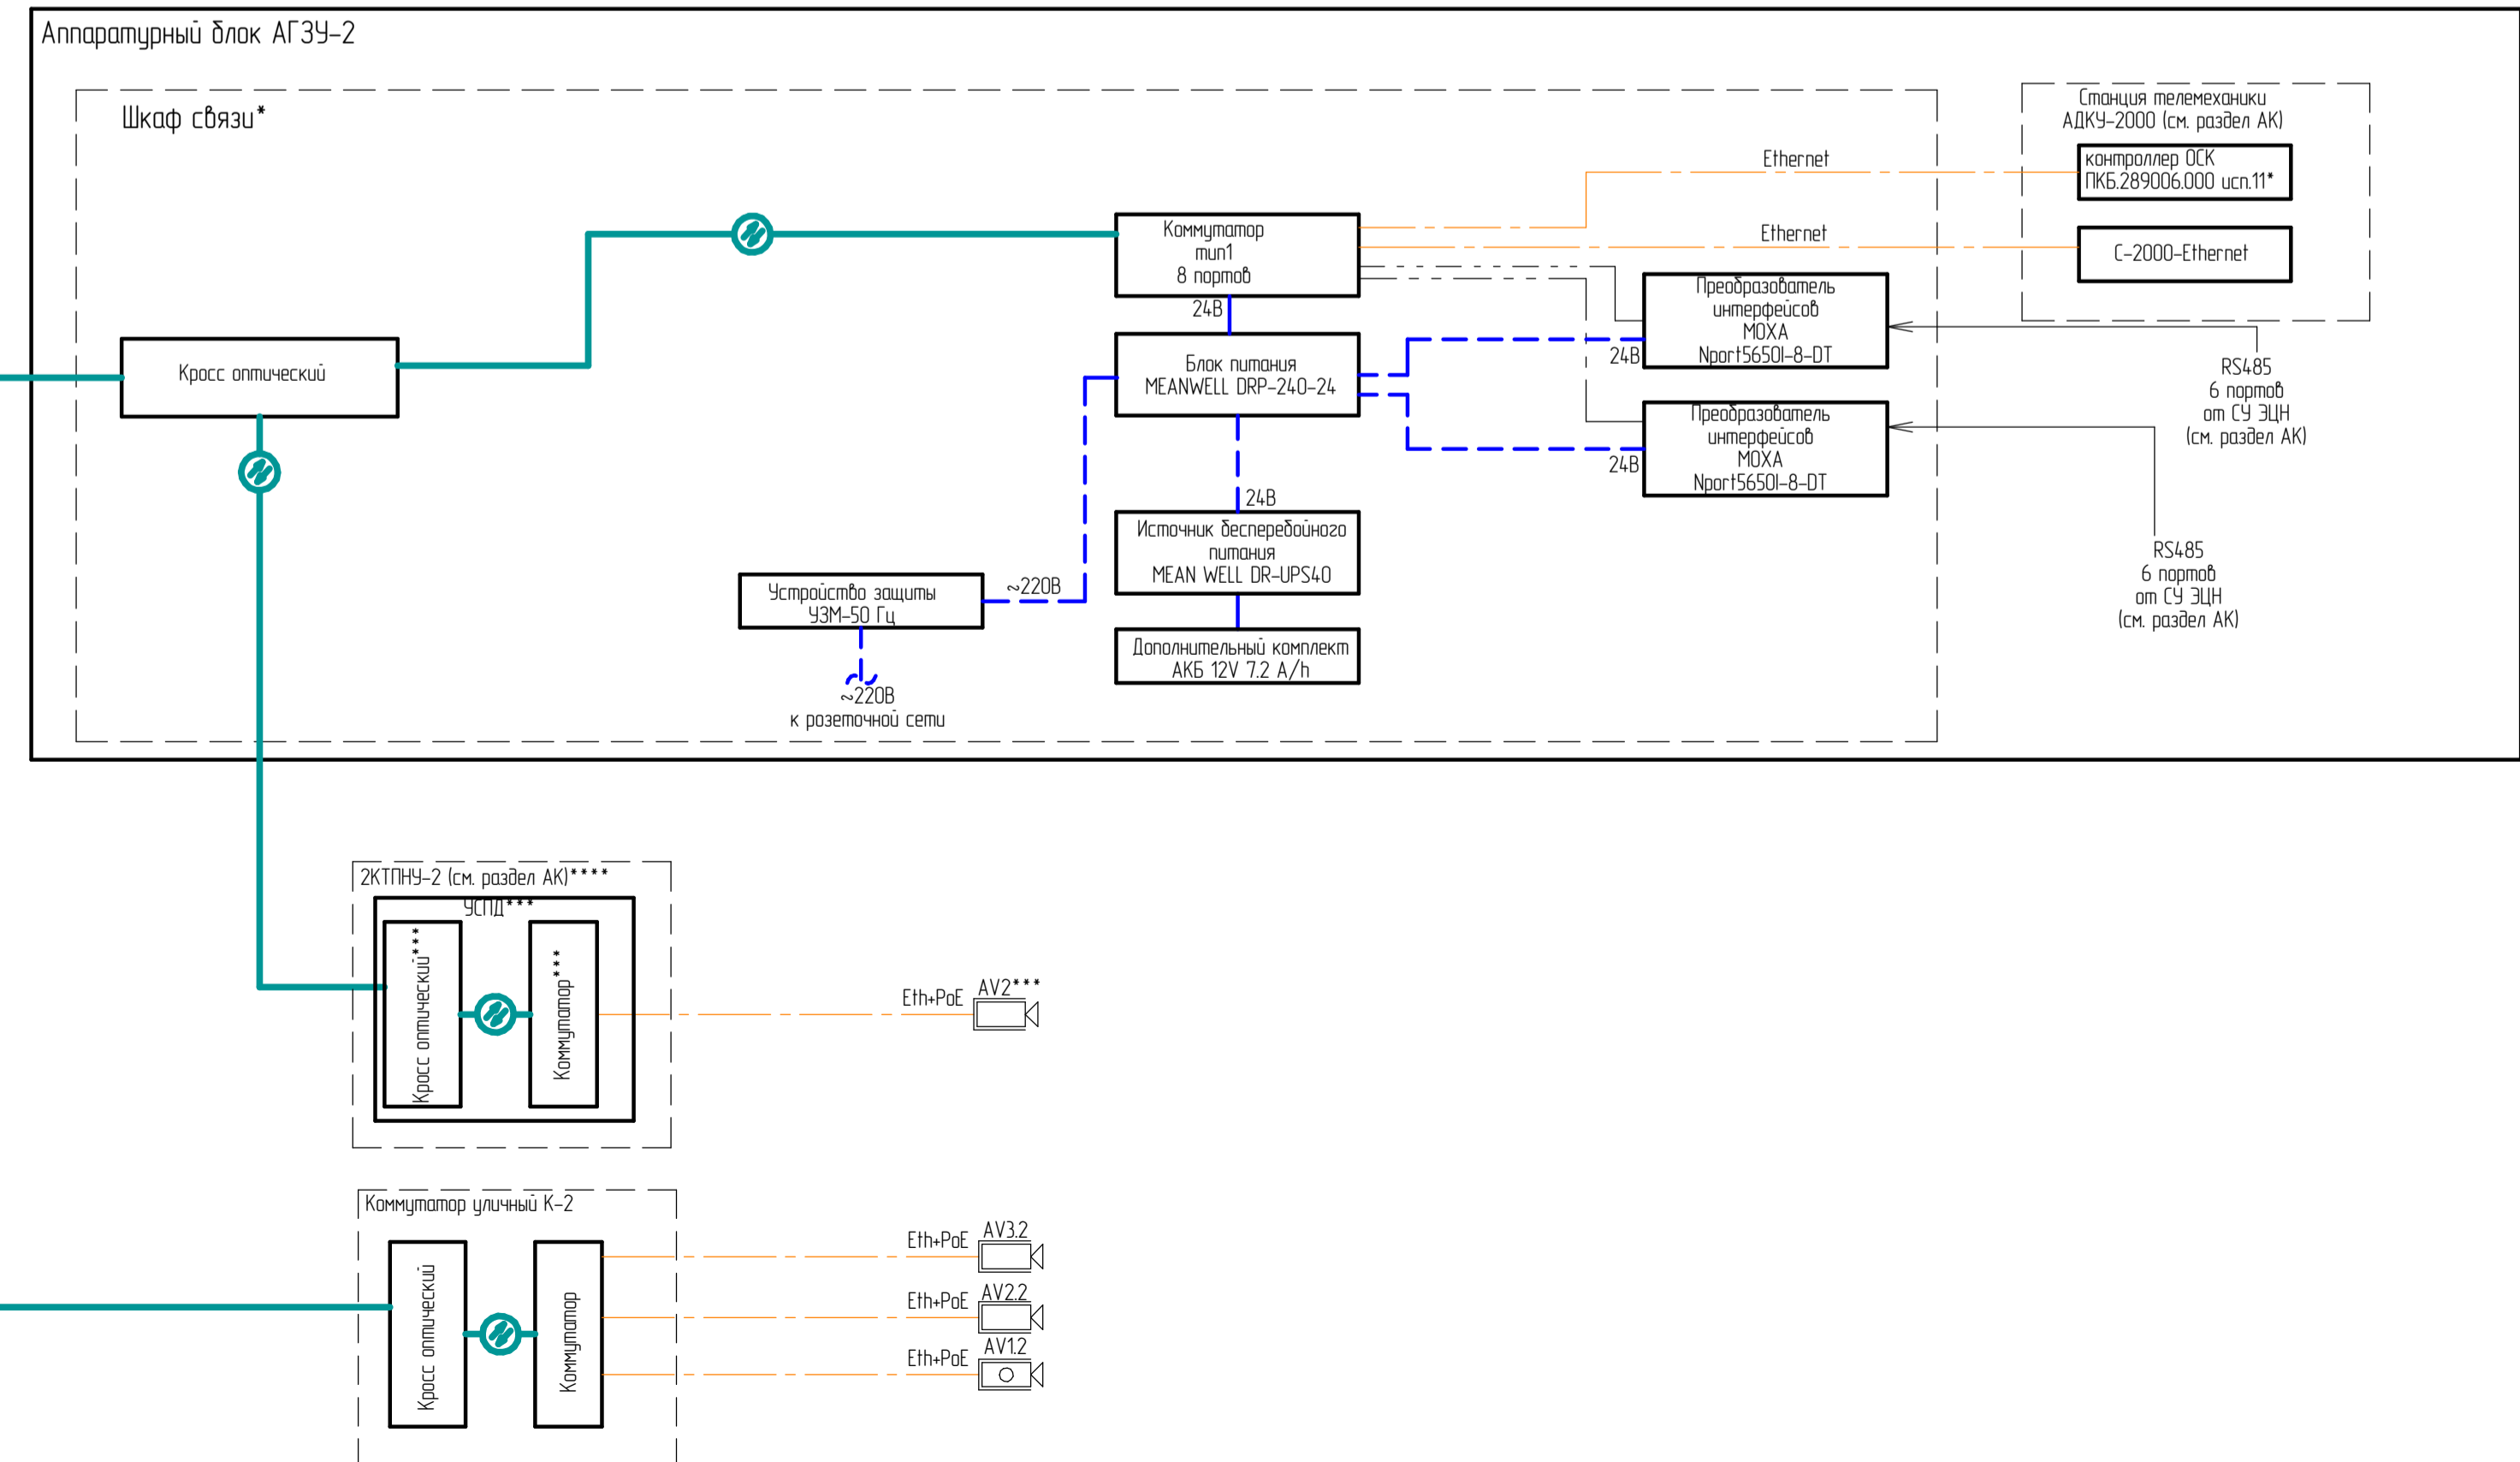 Аппаратурный блок АГЗУ-2
Шкаф связи*
Станция телемеханики
АДКУ-2000 (см. раздел АК)
контроллер ОСК
ПКБ.289006.000 исп.11*
Ethernet
Ethernet
С-2000-Ethernet
Коммутатор
тип1
8 портов
24В
Преобразователь
интерфейсов
MOXA
Nport5650I-8-DT
24В
Блок питания
MEANWELL DRP-240-24
Кросс оптический
RS485
6 портов
от СУ ЭЦН
(см. раздел АК)
Преобразователь
интерфейсов
MOXA
Nport5650I-8-DT
24В
24В
Источник бесперебойного
питания
MEAN WELL DR-UPS40
RS485
6 портов
от СУ ЭЦН
(см. раздел АК)
Устройство защиты
УЗМ-50 Гц
~220В
Дополнительный комплект
АКБ 12V 7.2 A/h
~220В
к розеточной сети
2КТПНУ-2 (см. раздел АК)****
УСПД***
Кросс оптический***
Коммутатор***
Eth+PoE
AV2***
Коммутатор уличный К-2
Кросс оптический
Коммутатор
Eth+PoE
AV3.2
Eth+PoE
AV2.2
Eth+PoE
AV1.2